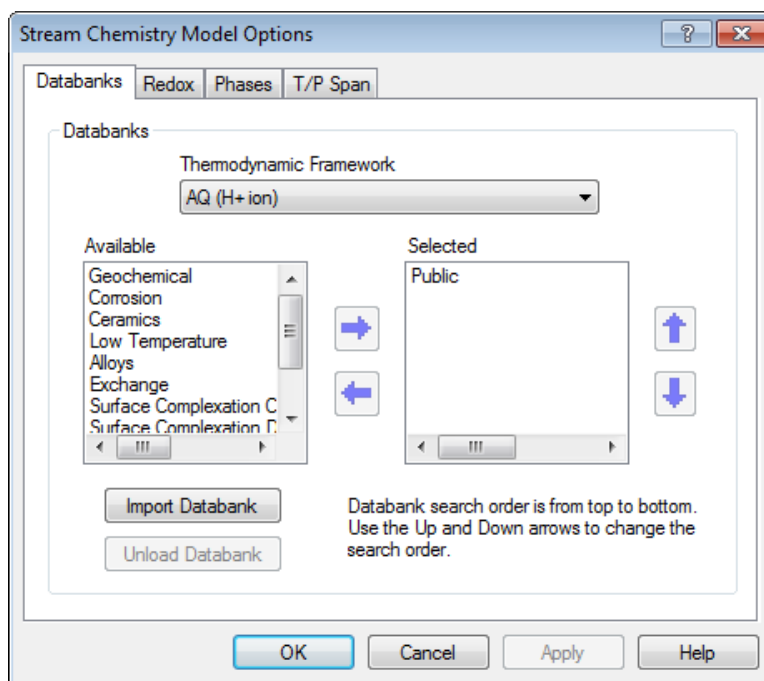 Stream Chemistry Model Options
?
Databanks Redox Phases T/P Span
Databanks
Thermodynamic Framework
AQ (H+ ion)
Available
Geochemical
Corrosion
Ceramics
Low Temperature
Alloys
Exchange
Surface Complexation C
Surface Complexation D
Selected
Public
Import Databank
Unload Databank
Databank search order is from top to bottom.
Use the Up and Down arrows to change the
search order.
OK Cancel Apply Help